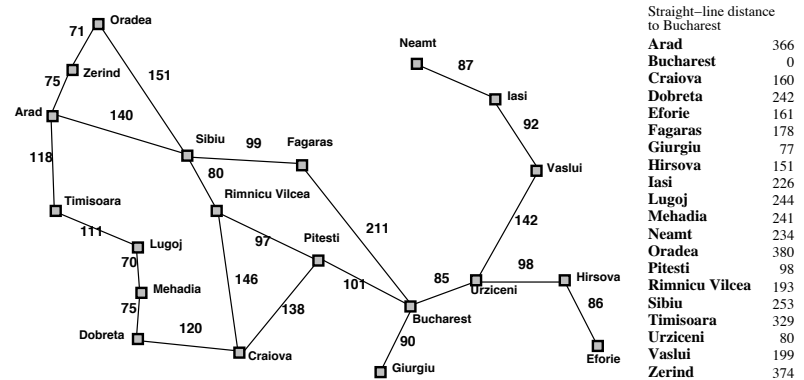 Oradea
71
Neamt
87
Zerind
151
75
Iasi
Arad
140
92
Sibiu
99
Fagaras
118
80
Vaslui
Timisoara
Rimnicu Vilcea
111
211
142
Lugoj
97
Pitesti
70
98
Hirsova
85
Mehadia
146
101
Urziceni
86
75
138
Bucharest
120
Dobreta
90
Craiova
Eforie
Giurgiu
Straight−line distance
to Bucharest
Arad 366
Bucharest 0
Craiova 160
Dobreta 242
Eforie 161
Fagaras 178
Giurgiu 77
Hirsova 151
Iasi 226
Lugoj 244
Mehadia 241
Neamt 234
Oradea 380
Pitesti 98
Rimnicu Vilcea 193
Sibiu 253
Timisoara 329
Urziceni 80
Vaslui 199
Zerind 374